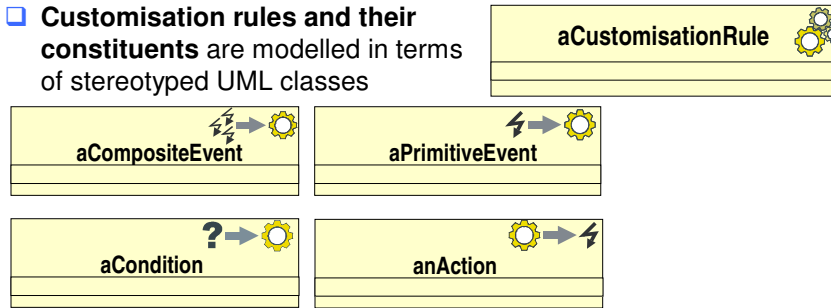 Customisation rules and their
constituents are modelled in terms
of stereotyped UML classes
aCustomisationRule
aCompositeEvent
aPrimitiveEvent
?
aCondition
anAction